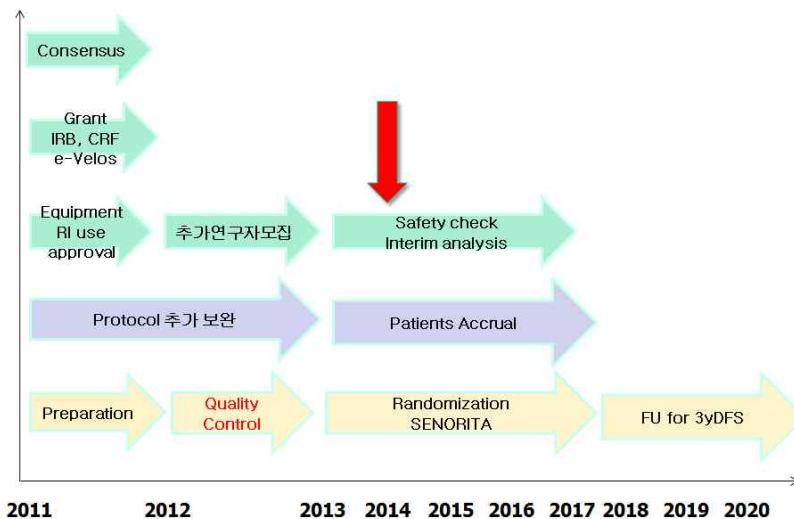 Consensus
Grant
IRB, CRF
e-Velos
Equipment
RI use
approval
추가연구자모집
Safety check
Interim analysis
Protocol 추가 보완
Patients Accrual
Preparation
Quality
Control
Randomization
SENORITA
FU for 3yDFS
2011 2012 2013 2014 2015 2016 2017 2018 2019 2020